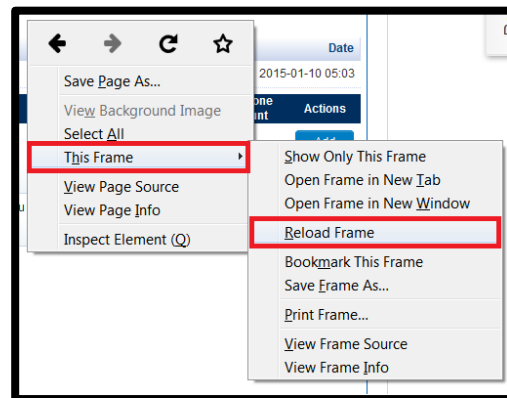 Date
2015-01-10 05:03
Save Page As...
View Background Image
Actions
Select All
This Frame
Show Only This Frame
Open Frame in New Tab
View Page Source
Open Frame in New Window
View Page Info
Reload Frame
Inspect Element (Q)
Bookmark This Frame
Save Frame As...
Print Frame...
View Frame Source
View Frame Info